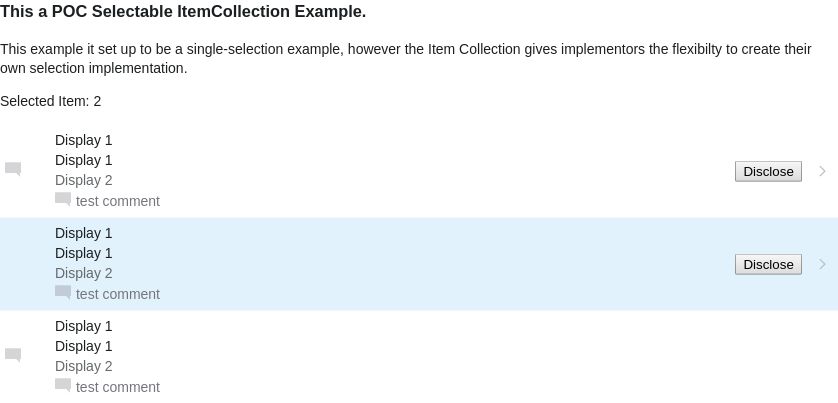 This a POC Selectable ItemCollection Example.
This example it set up to be a single-selection example, however the Item Collection gives implementors the flexibilty to create their
own selection implementation.
Selected Item: 2
Display 1
Display 1
Display 2
test comment
Disclose
Display 1
Display 1
Display 2
test comment
Disclose
Display 1
Display 1
Display 2
test comment